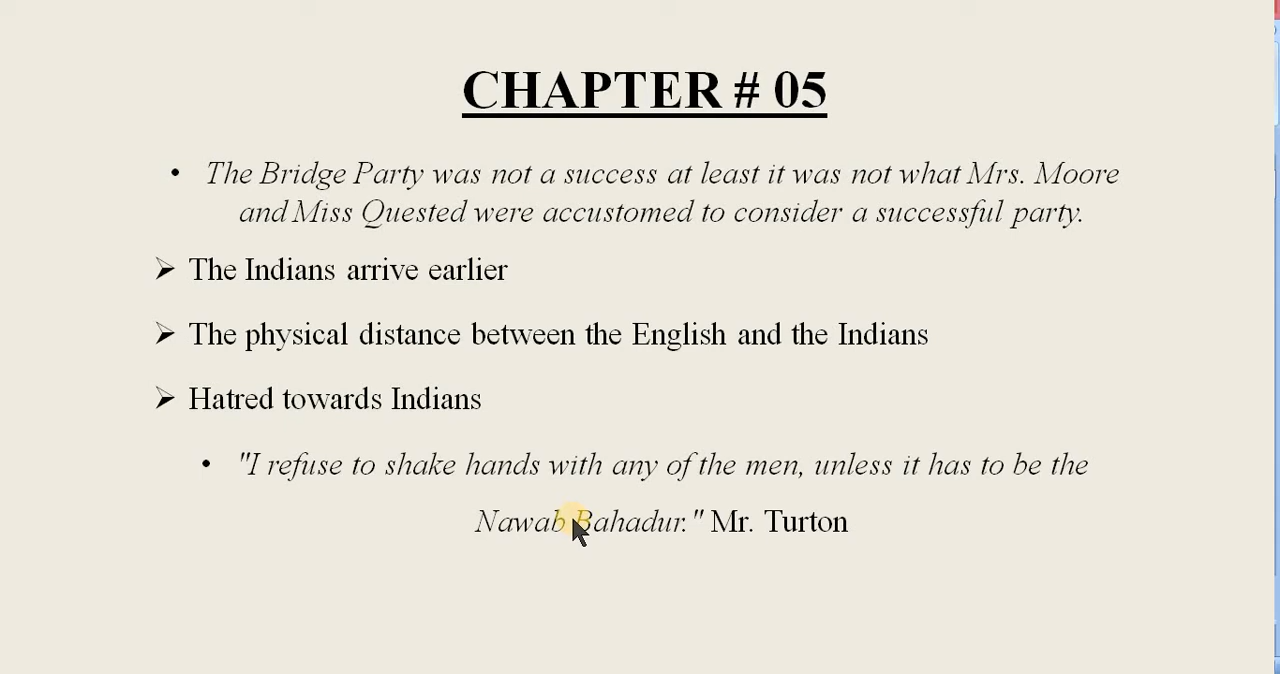 CHAPTER # 05
• The Bridge Party was not a success at least it was not what Mrs. Moore
and Miss Quested were accustomed to consider a successful party.
➢ The Indians arrive earlier
➢ The physical distance between the English and the Indians
➢ Hatred towards Indians
• "I refuse to shake hands with any of the men, unless it has to be the
Nawab Bahadur." Mr. Turton